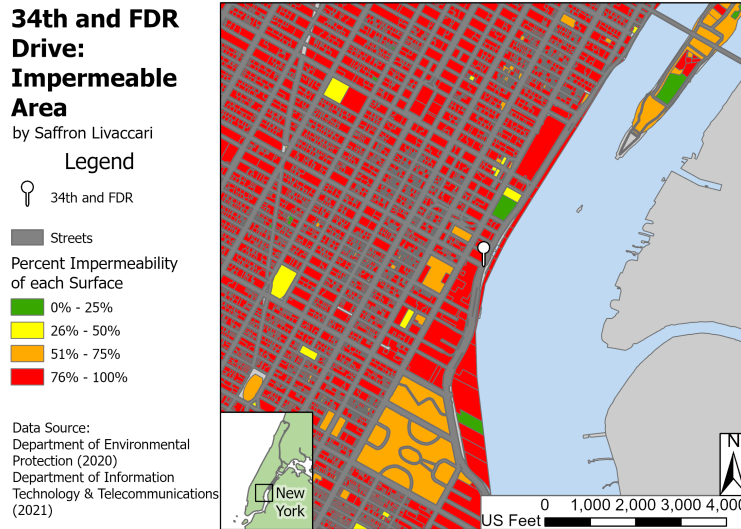 34th and FDR
Drive:
Impermeable
Area
by Saffron Livaccari
Legend
34th and FDR
Streets
Percent Impermeability
of each Surface
0% - 25%
26% - 50%
51% - 75%
76% - 100%
Data Source:
Department of Environmental
Protection (2020)
Department of Information
Technology & Telecommunications
(2021)
New
York
N
0 1,000 2,000 3,000 4,000
US Feet